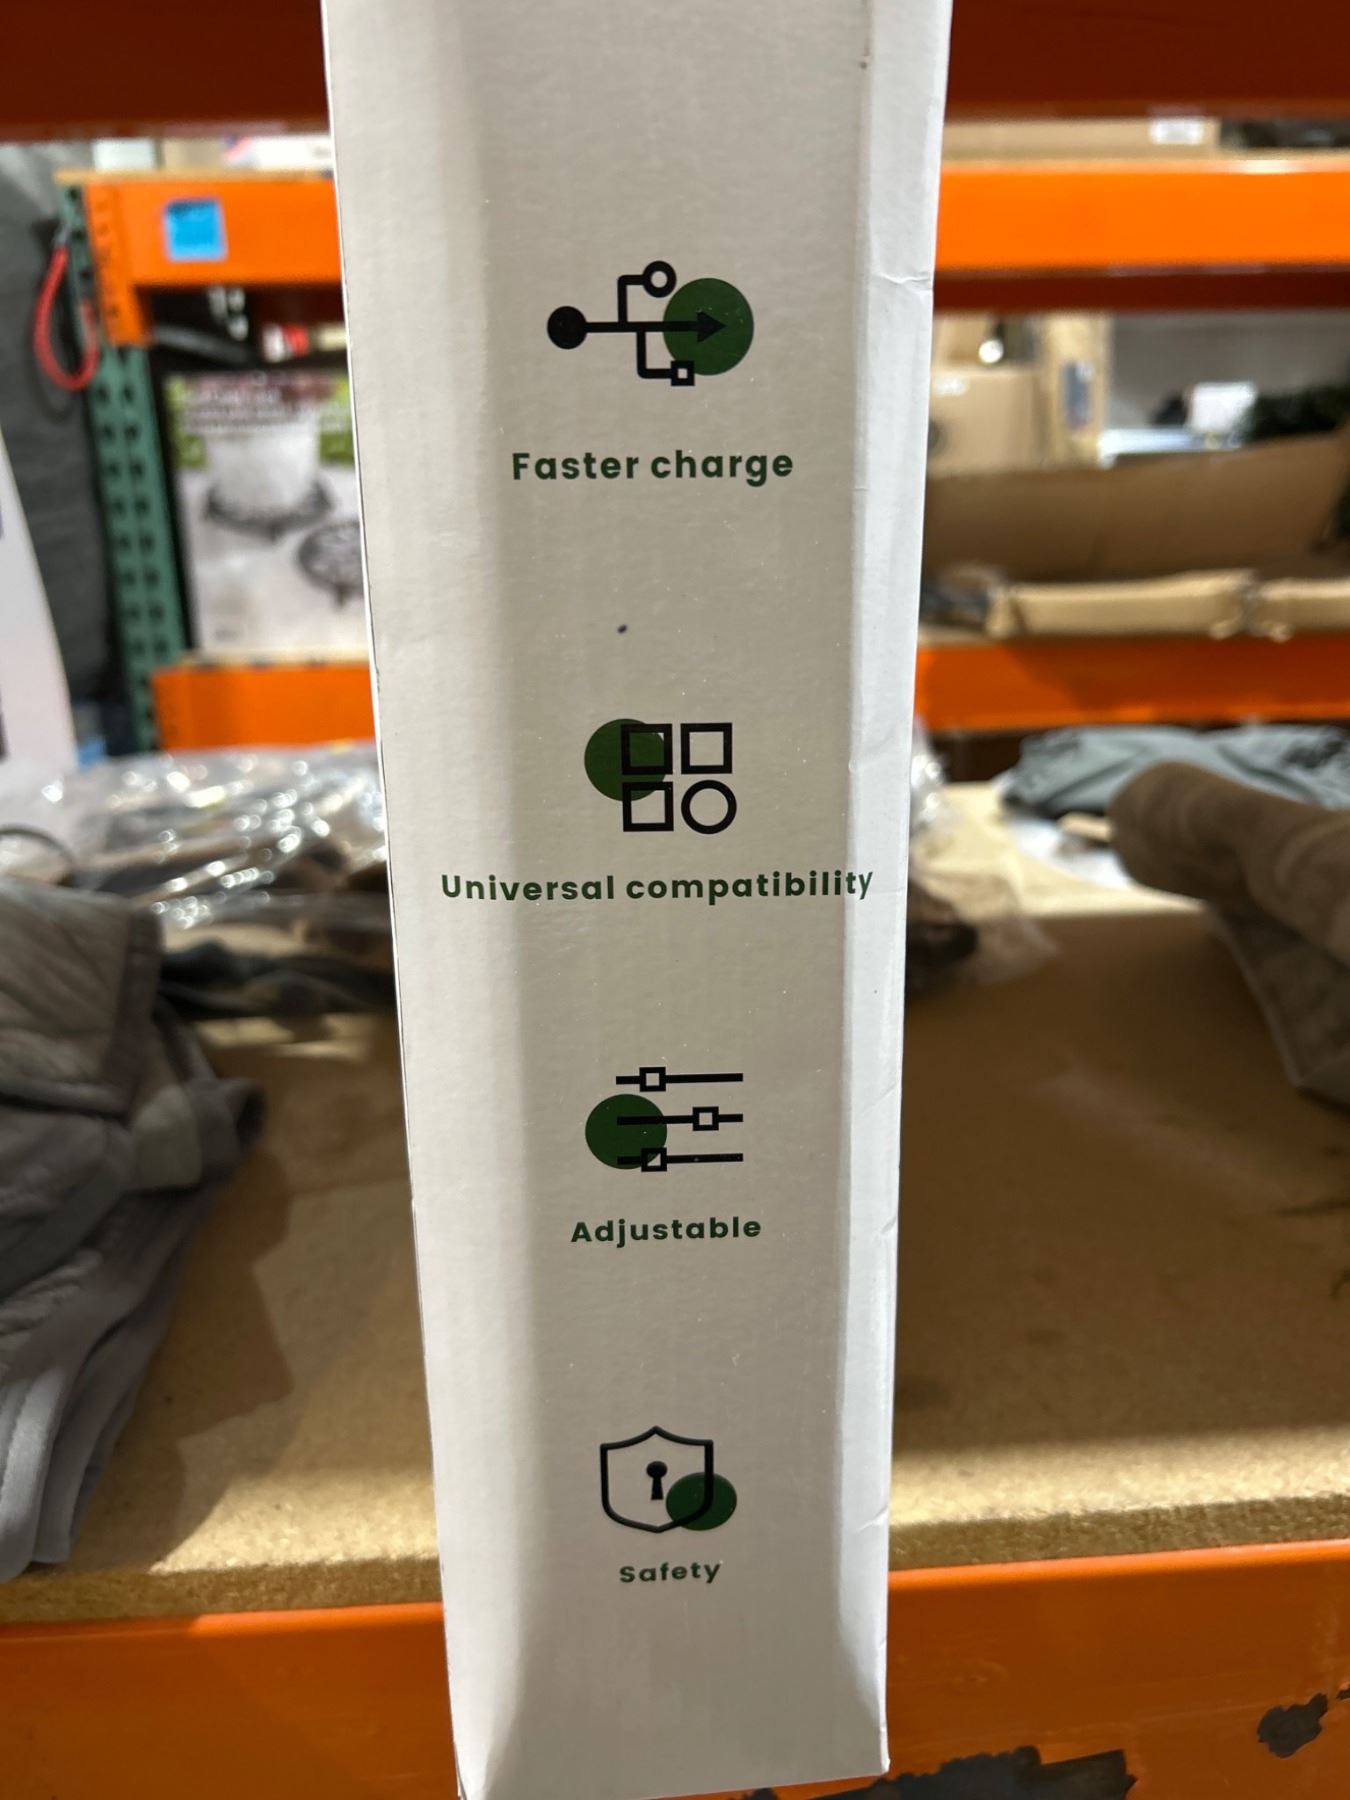 Faster charge
Universal compatibility
Adjustable
Safety